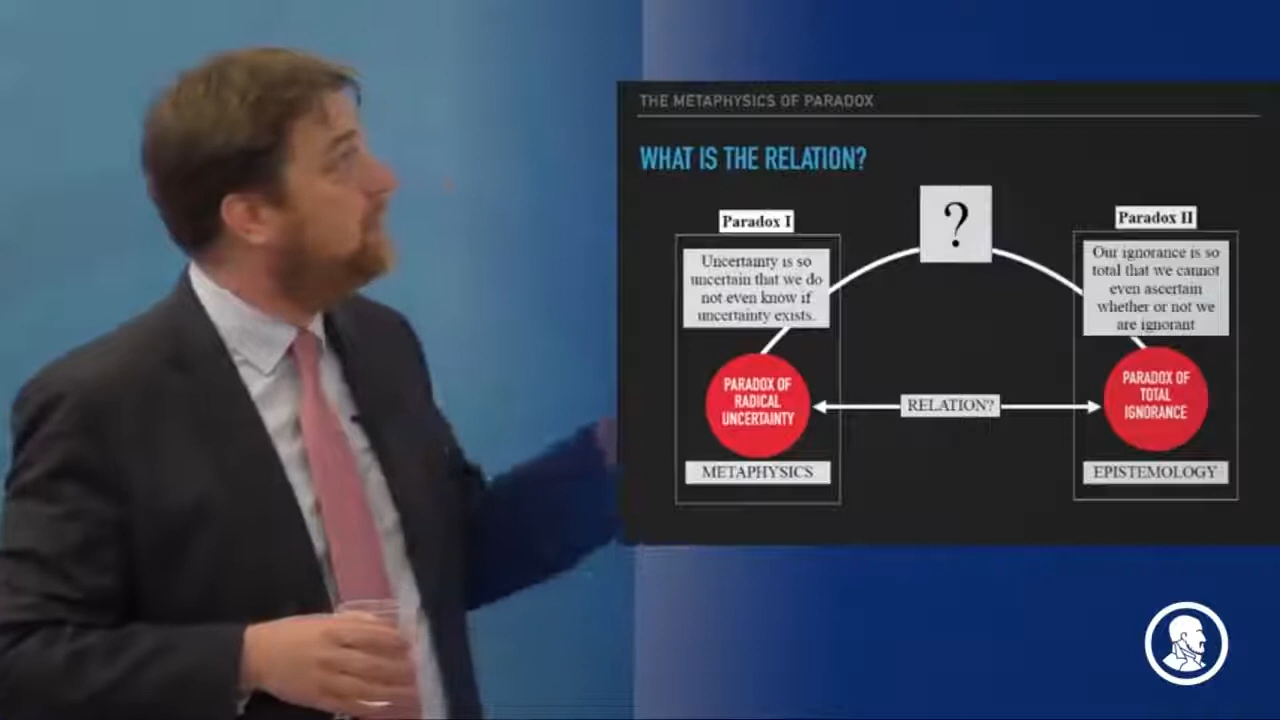 THE METAPHYSICS OF PARADOX
WHAT IS THE RELATION?
Paradox I
?
Paradox II
Uncertainty is so
uncertain that we do
not even know if
uncertainty exists.
Our ignorance is so
total that we cannot
even ascertain
whether or not we
are ignorant
PARADOX OF
RADICAL
UNCERTAINTY
RELATION?
PARADOX OF
TOTAL
IGNORANCE
METAPHYSICS
EPISTEMOLOGY